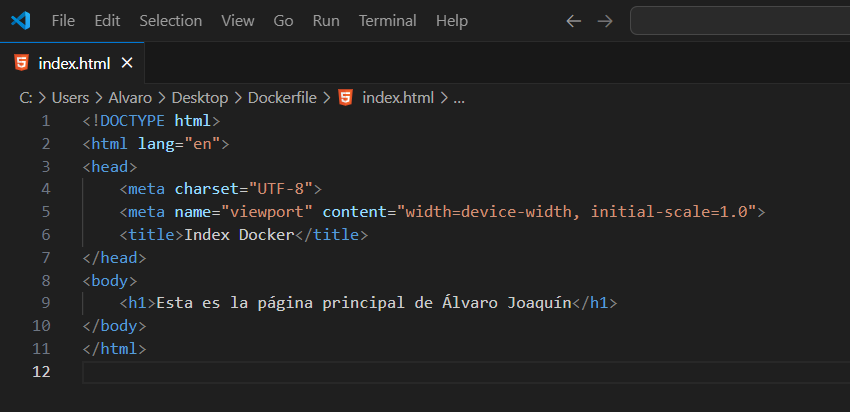 File Edit Selection View Go Run Terminal Help
index.html
C: > Users > Alvaro > Desktop > Dockerfile > index.html > ...
1 <!DOCTYPE html>
2 <html lang="en">
3 <head>
4 <meta charset="UTF-8">
5 <meta name="viewport" content="width=device-width, initial-scale=1.0">
6 <title>Index Docker</title>
7 </head>
8 <body>
9 <h1>Esta es la página principal de Álvaro Joaquín</h1>
10 </body>
11 </html>
12